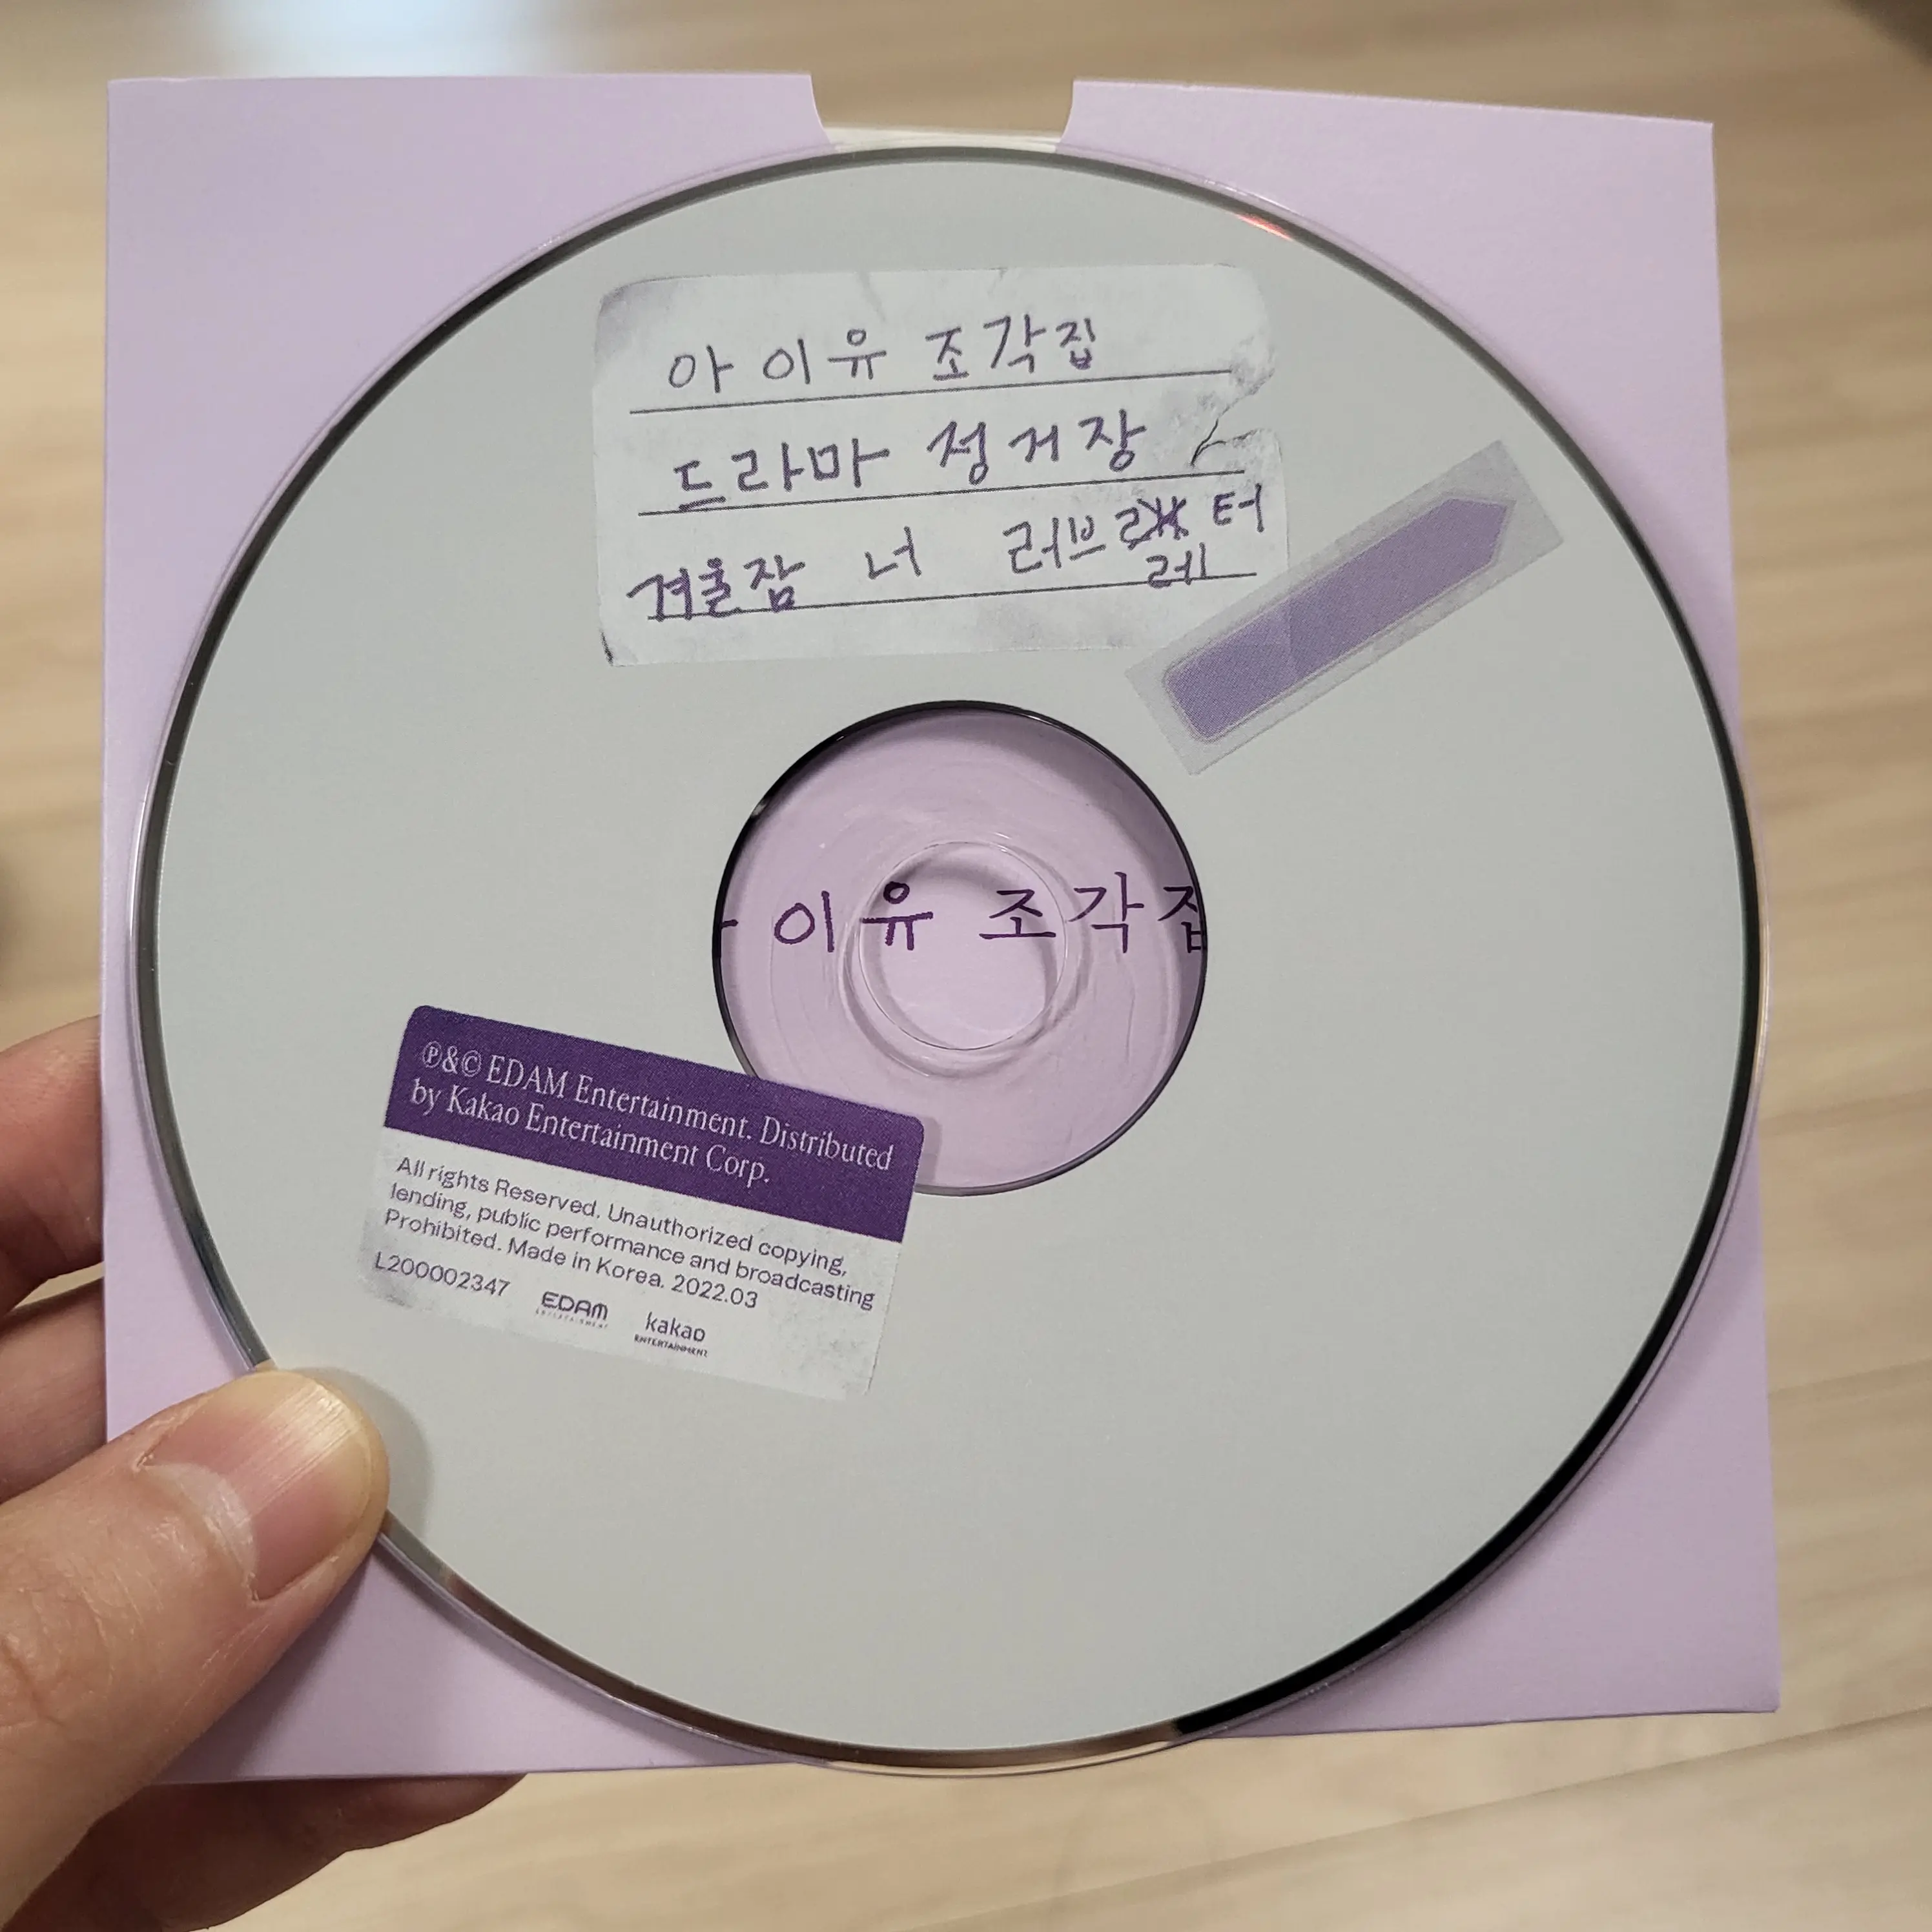 아이유 조각집
드라마 정거장
겨울잠 너 러브레터
이유 조각집
℗&© EDAM Entertainment. Distributed
by Kakao Entertainment Corp.
All rights Reserved. Unauthorized copying,
lending, public performance and broadcasting
Prohibited. Made in Korea. 2022.03
L200002347 EDAM ENTERTAINMENT kakao ENTERTAINMENT